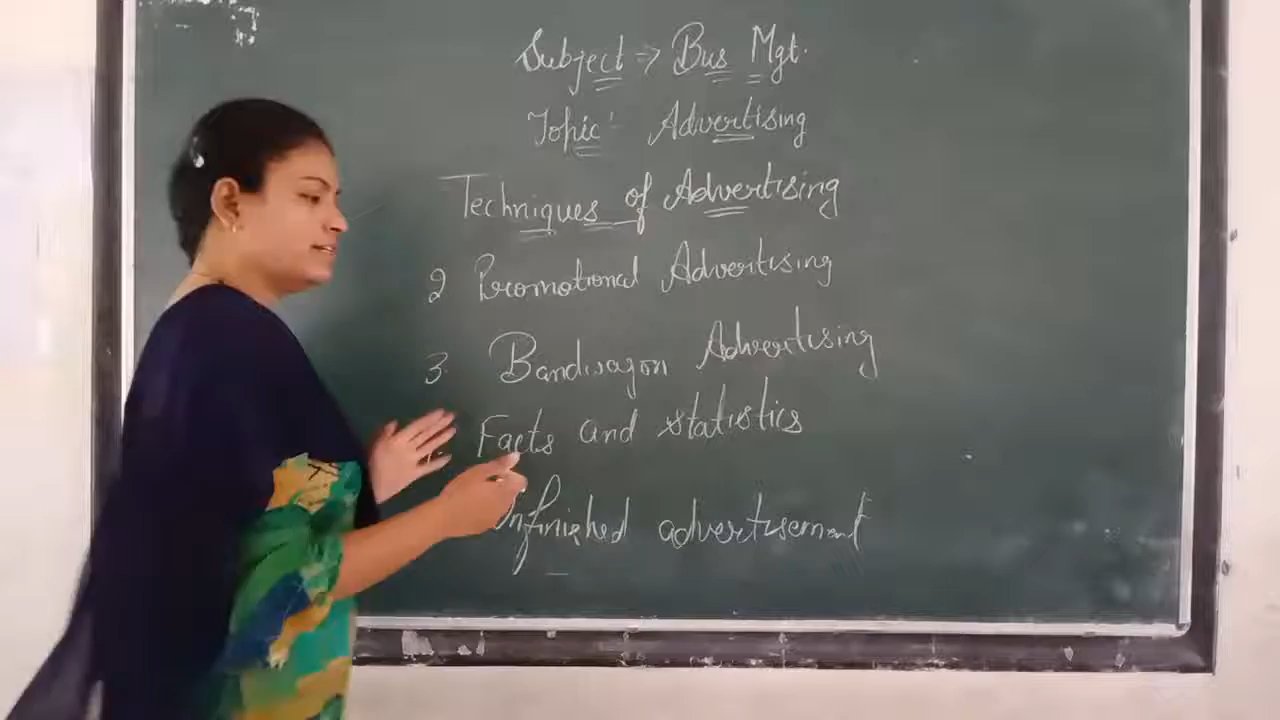 Subject → Bus Mgt.
Topic: Advertising
Techniques of Advertising
2 Promotional Advertising
3. Bandwagon Advertising
Facts and statistics
Unfinished advertisement